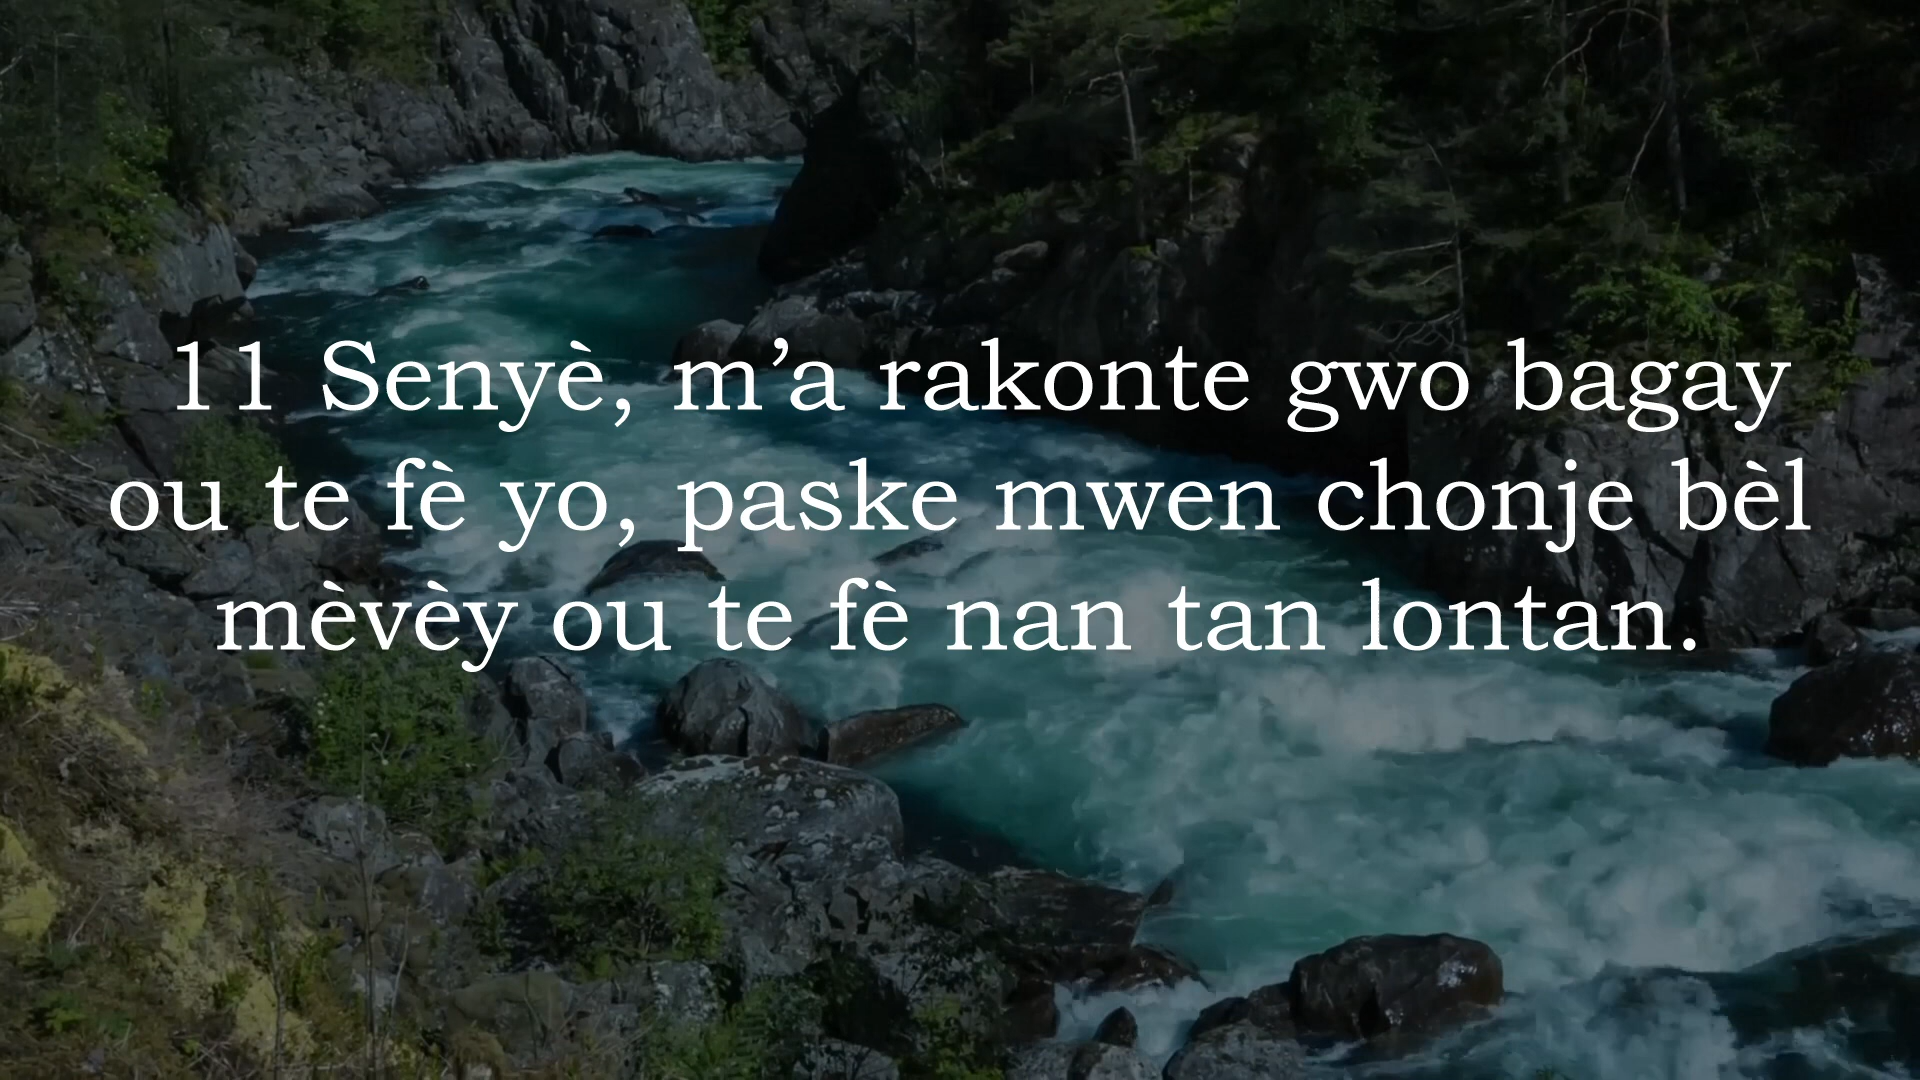 11 Senyè, m’a rakonte gwo bagay
ou te fè yo, paske mwen chonje bèl
mèvèy ou te fè nan tan lontan.